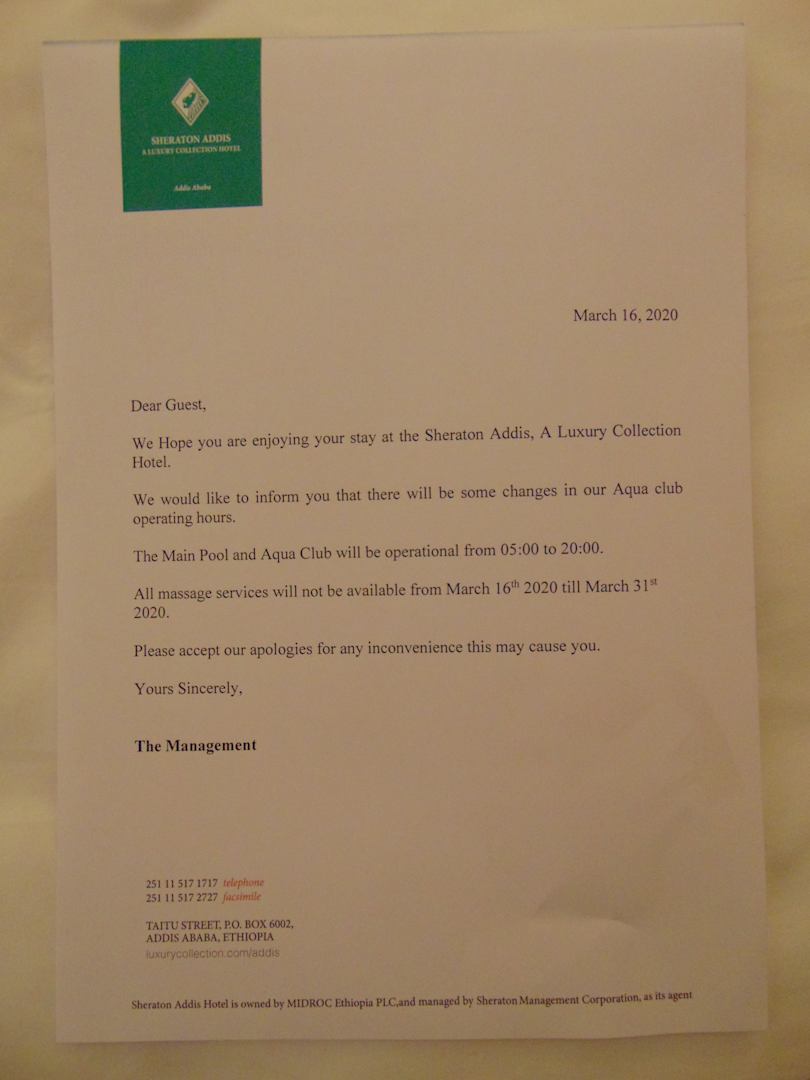 SHERATON ADDIS
A LUXURY COLLECTION HOTEL
Addis Ababa
March 16, 2020
Dear Guest,
We Hope you are enjoying your stay at the Sheraton Addis, A Luxury Collection
Hotel.
We would like to inform you that there will be some changes in our Aqua club
operating hours.
The Main Pool and Aqua Club will be operational from 05:00 to 20:00.
All massage services will not be available from March 16th 2020 till March 31st
2020.
Please accept our apologies for any inconvenience this may cause you.
Yours Sincerely,
The Management
251 11 517 1717 telephone
251 11 517 2727 facsimile
TAITU STREET, P.O. BOX 6002,
ADDIS ABABA, ETHIOPIA
luxurycollection.com/addis
Sheraton Addis Hotel is owned by MIDROC Ethiopia PLC,and managed by Sheraton Management Corporation, as its agent